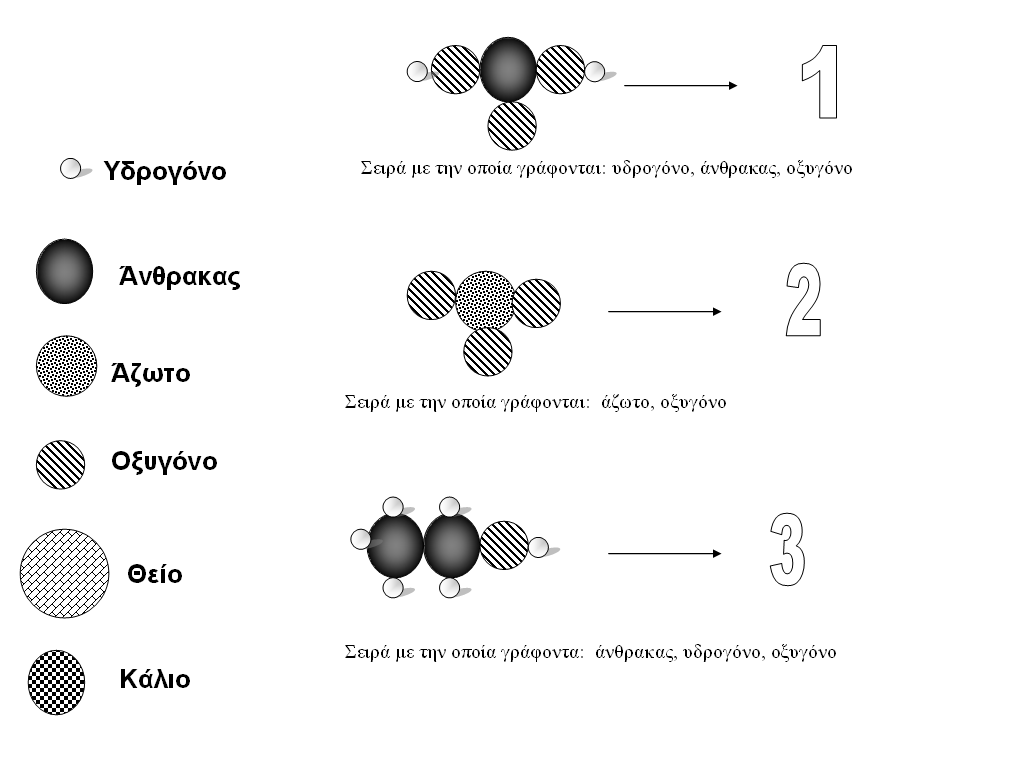 1
Σειρά με την οποία γράφονται: υδρογόνο, άνθρακας, οξυγόνο
Υδρογόνο
Άνθρακας
2
Άζωτο
Σειρά με την οποία γράφονται: άζωτο, οξυγόνο
Οξυγόνο
3
Θείο
Σειρά με την οποία γράφοντα: άνθρακας, υδρογόνο, οξυγόνο
Κάλιο